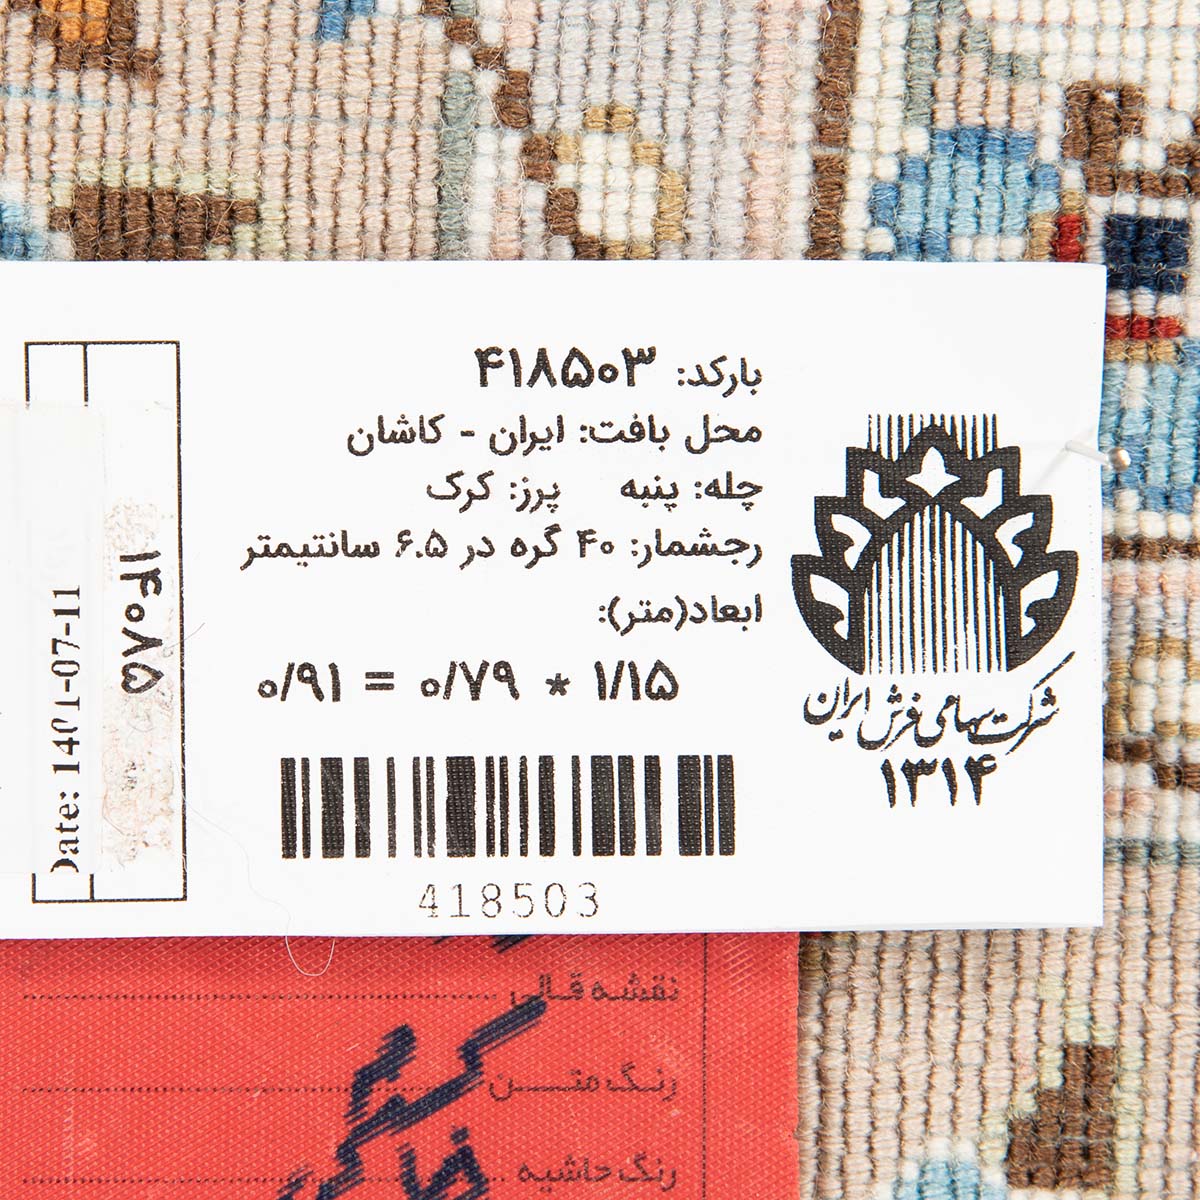 بارکد: ۴۱۸۵۰۳
محل بافت: ایران - کاشان
چله: پنبه پرز: کرک
رجشمار: ۴۰ گره در ۶.۵ سانتیمتر
ابعاد(متر):
۱/۱۵ * ۰/۷۹ = ۰/۹۱
418503
شرکت سهامی فرش ایران
۱۳۱۴
۱۴۰۸۵
Date: 1401-07-11
نقشه قالی
رنگ متن
رنگ حاشیه